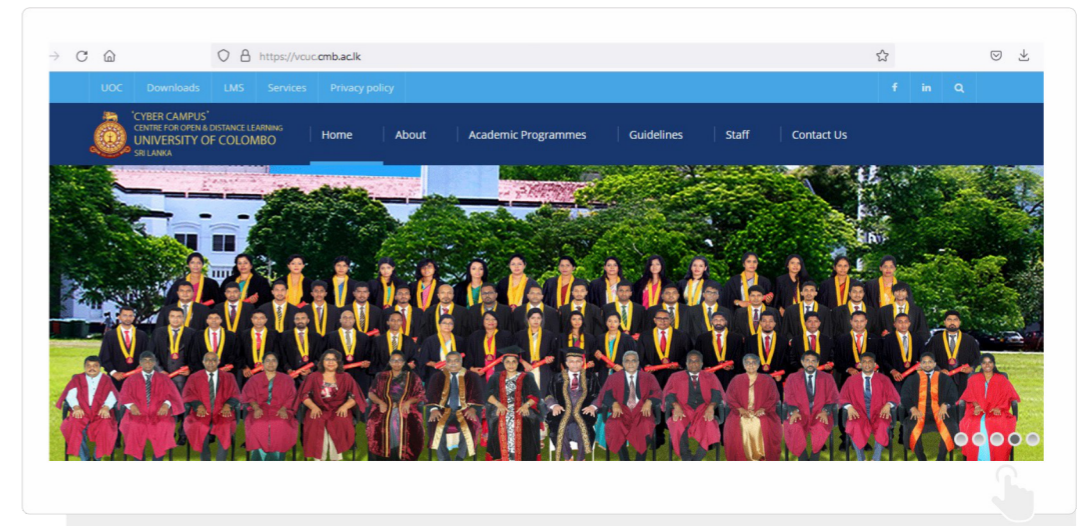 https://vcuc.cmb.ac.lk
UOC Downloads LMS Services Privacy policy f in
"CYBER CAMPUS"
CENTRE FOR OPEN & DISTANCE LEARNING
UNIVERSITY OF COLOMBO
SRI LANKA
Home About Academic Programmes Guidelines Staff Contact Us